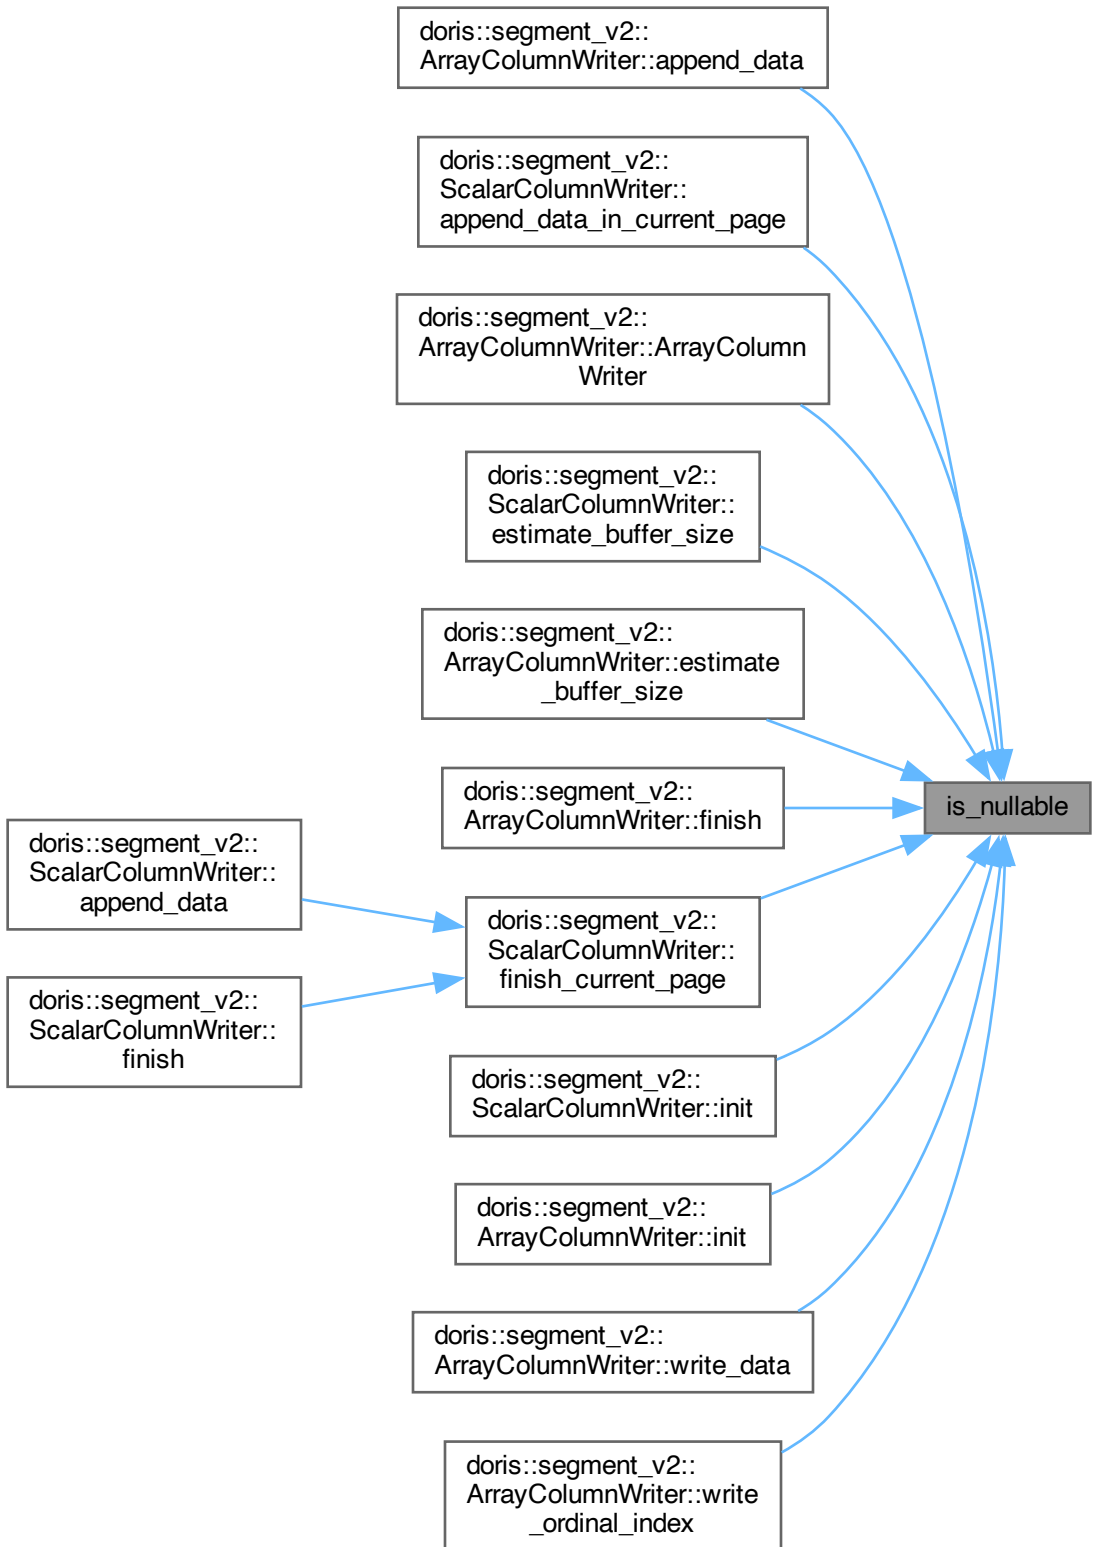 doris::segment_v2::
ArrayColumnWriter::append_data
doris::segment_v2::
ScalarColumnWriter::
append_data_in_current_page
doris::segment_v2::
ArrayColumnWriter::ArrayColumn
Writer
doris::segment_v2::
ScalarColumnWriter::
estimate_buffer_size
doris::segment_v2::
ArrayColumnWriter::estimate
_buffer_size
doris::segment_v2::
ArrayColumnWriter::finish
is_nullable
doris::segment_v2::
ScalarColumnWriter::
append_data
doris::segment_v2::
ScalarColumnWriter::
finish_current_page
doris::segment_v2::
ScalarColumnWriter::
finish
doris::segment_v2::
ScalarColumnWriter::init
doris::segment_v2::
ArrayColumnWriter::init
doris::segment_v2::
ArrayColumnWriter::write_data
doris::segment_v2::
ArrayColumnWriter::write
_ordinal_index